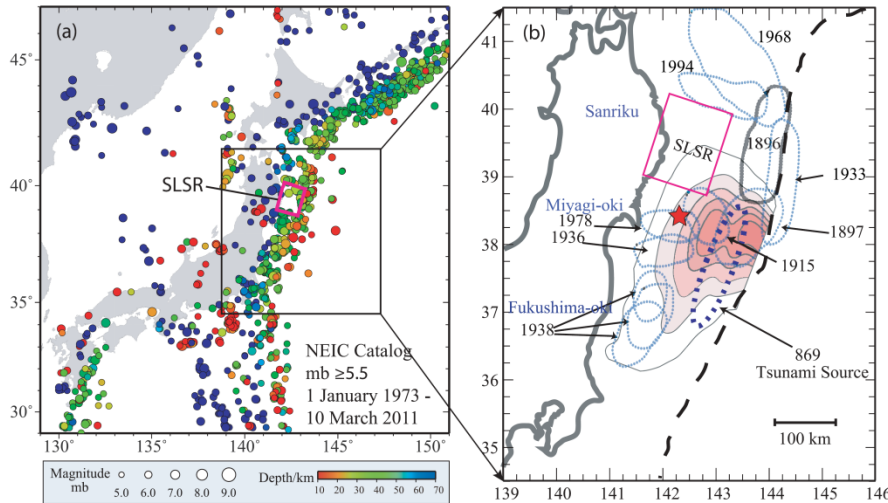 (a)
45°
40°
35°
30°
130°
135°
140°
145°
150°
SLSR
NEIC Catalog
mb ≥5.5
1 January 1973 -
10 March 2011
Magnitude
mb
5.0
6.0
7.0
8.0
9.0
Depth/km
10 20 30 40 50 60 70
(b)
41°
40°
39°
38°
37°
36°
35°
139 140 141 142 143 144 145 146
1968
1994
Sanriku
SLSR
1896
1933
Miyagi-oki
1978
1936
1897
1915
Fukushima-oki
1938
869
Tsunami Source
100 km